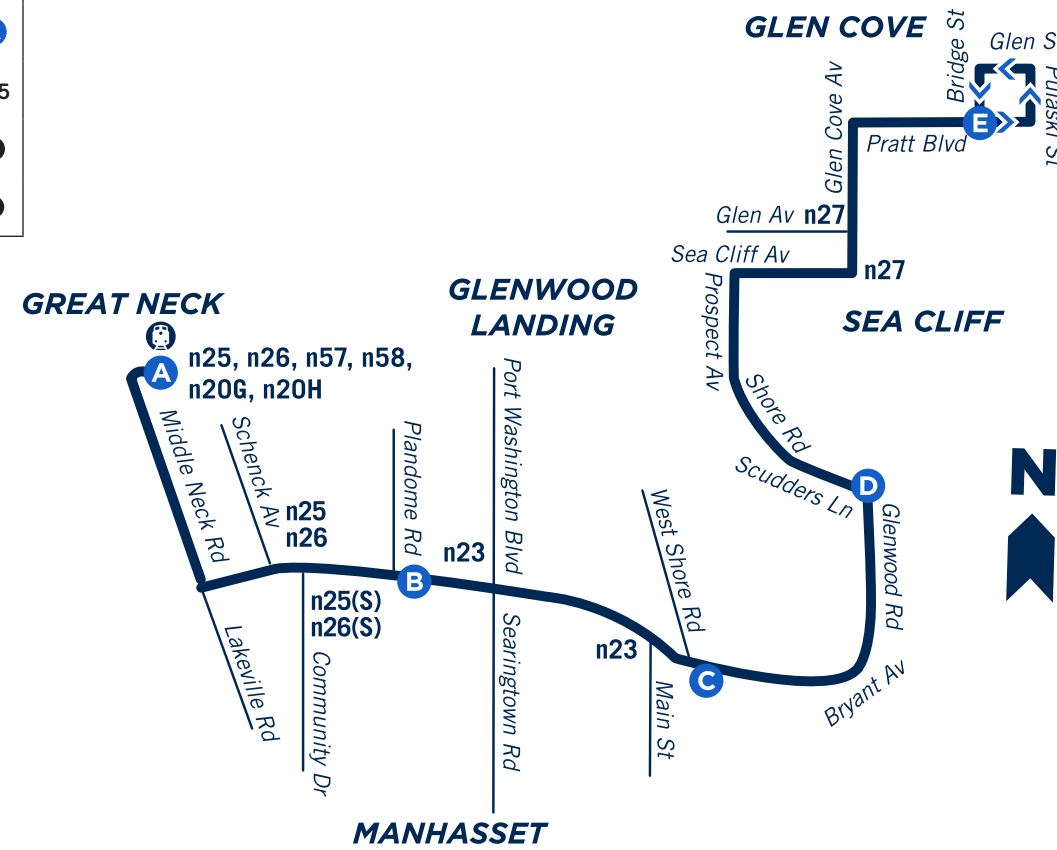 5
GLEN COVE
Bridge St
Glen S
Pulaski St
E
Glen Cove Av
Pratt Blvd
Glen Av n27
Sea Cliff Av
n27
SEA CLIFF
Prospect Av
GREAT NECK
A
n25, n26, n57, n58,
n20G, n20H
GLENWOOD
LANDING
Middle Neck Rd
Schenck Av
n25
n26
Plandome Rd
B
n23
Port Washington Blvd
Shore Rd
Scudders Ln
D
N
West Shore Rd
Glenwood Rd
n25(S)
n26(S)
Lakeville Rd
Community Dr
Searingtown Rd
n23
Main St
C
Bryant Av
MANHASSET